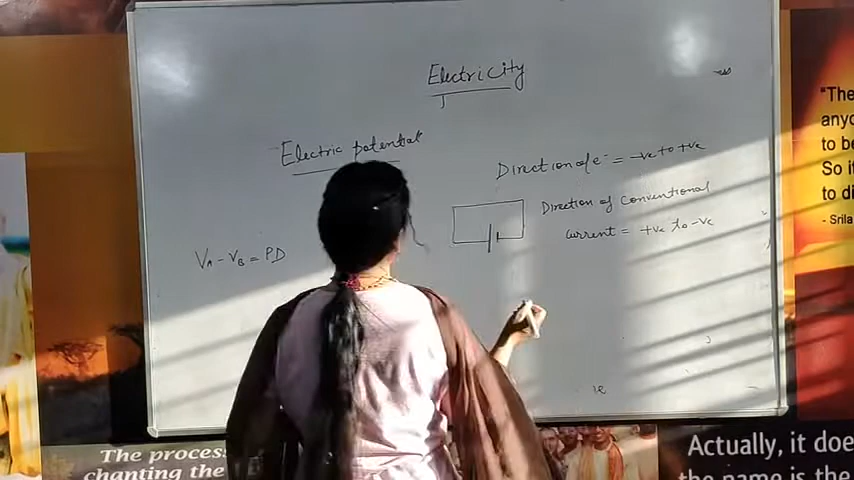 Electricity
Electric potential
Direction of e⁻ = -ve to +ve
Direction of Conventional
current = +ve to -ve
VA - VB = PD
"The
anyo
to be
So it
to di
- Srila
The process
chanting the
Actually, it doe
the name is the